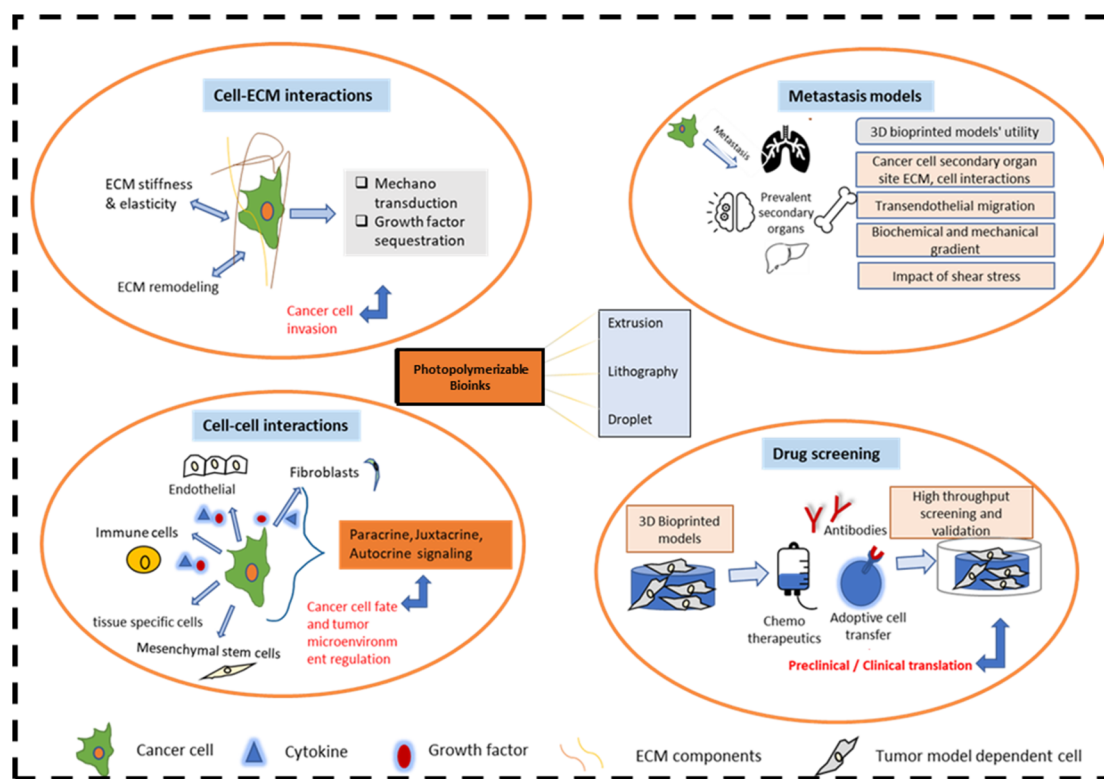 Cell-ECM interactions
ECM stiffness
& elasticity
ECM remodeling
Mechano
transduction
Growth factor
sequestration
Cancer cell
invasion
Metastasis models
Metastasis
Prevalent
secondary
organs
3D bioprinted models' utility
Cancer cell secondary organ
site ECM, cell interactions
Transendothelial migration
Biochemical and mechanical
gradient
Impact of shear stress
Photopolymerizable
Bioinks
Extrusion
Lithography
Droplet
Cell-cell interactions
Endothelial
Fibroblasts
Immune cells
tissue specific cells
Mesenchymal stem cells
Paracrine, Juxtacrine,
Autocrine signaling
Cancer cell fate
and tumor
microenvironm
ent regulation
Drug screening
3D Bioprinted
models
Antibodies
Chemo
therapeutics
Adoptive cell
transfer
High throughput
screening and
validation
Preclinical / Clinical translation
Cancer cell
Cytokine
Growth factor
ECM components
Tumor model dependent cell